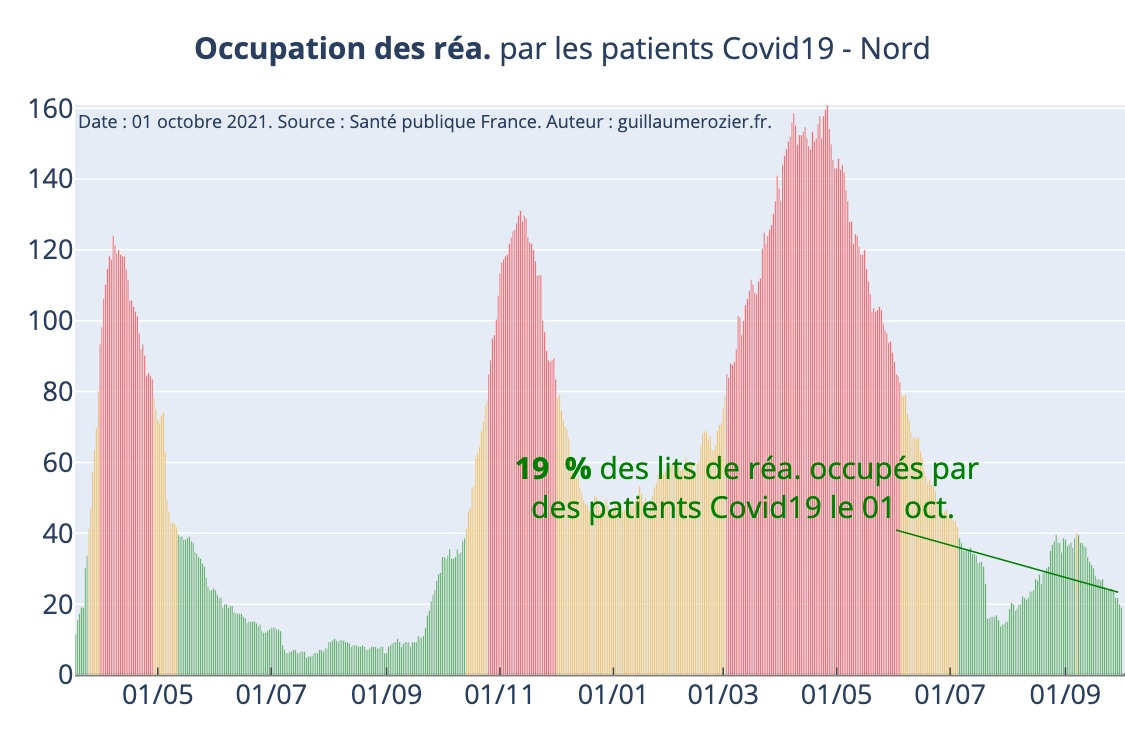 Occupation des réa. par les patients Covid19 - Nord
160
Date : 01 octobre 2021. Source : Santé publique France. Auteur : guillaumerozier.fr.
140
120
100
80
60
19 % des lits de réa. occupés par
des patients Covid19 le 01 oct.
40
20
0
01/05 01/07 01/09 01/11 01/01 01/03 01/05 01/07 01/09